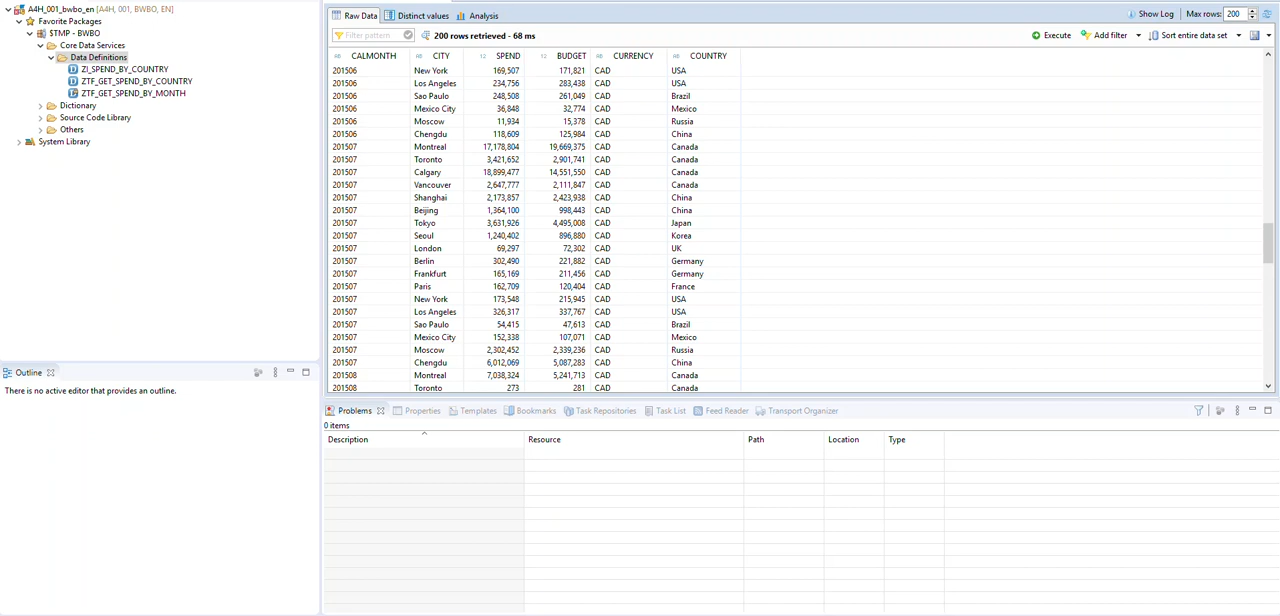 A4H_001_bwbo_en [A4H, 001, BWBO, EN]
Favorite Packages
$TMP - BWBO
Core Data Services
Data Definitions
ZI_SPEND_BY_COUNTRY
ZTF_GET_SPEND_BY_COUNTRY
ZTF_GET_SPEND_BY_MONTH
Dictionary
Source Code Library
Others
System Library
Outline
There is no active editor that provides an outline.
Raw Data Distinct values Analysis Show Log Max rows: 200
Filter pattern 200 rows retrieved - 68 ms Execute Add filter Sort entire data set
CALMONTH CITY SPEND BUDGET CURRENCY COUNTRY
201506 New York 169,507 171,821 CAD USA
201506 Los Angeles 234,756 283,438 CAD USA
201506 Sao Paulo 248,508 261,049 CAD Brazil
201506 Mexico City 36,848 32,774 CAD Mexico
201506 Moscow 11,934 15,378 CAD Russia
201506 Chengdu 118,609 125,984 CAD China
201507 Montreal 17,178,804 19,669,375 CAD Canada
201507 Toronto 3,421,652 2,901,741 CAD Canada
201507 Calgary 18,899,477 14,551,550 CAD Canada
201507 Vancouver 2,647,777 2,111,847 CAD Canada
201507 Shanghai 2,173,857 2,423,938 CAD China
201507 Beijing 1,364,100 998,443 CAD China
201507 Tokyo 3,631,926 4,495,008 CAD Japan
201507 Seoul 1,240,402 896,880 CAD Korea
201507 London 69,297 72,302 CAD UK
201507 Berlin 302,490 221,882 CAD Germany
201507 Frankfurt 165,169 211,456 CAD Germany
201507 Paris 162,709 120,404 CAD France
201507 New York 173,548 215,945 CAD USA
201507 Los Angeles 326,317 337,767 CAD USA
201507 Sao Paulo 54,415 47,613 CAD Brazil
201507 Mexico City 152,338 107,071 CAD Mexico
201507 Moscow 2,302,452 2,339,236 CAD Russia
201507 Chengdu 6,012,069 5,087,283 CAD China
201508 Montreal 7,038,324 5,241,713 CAD Canada
201508 Toronto 273 281 CAD Canada
Problems Properties Templates Bookmarks Task Repositories Task List Feed Reader Transport Organizer
0 items
Description Resource Path Location Type